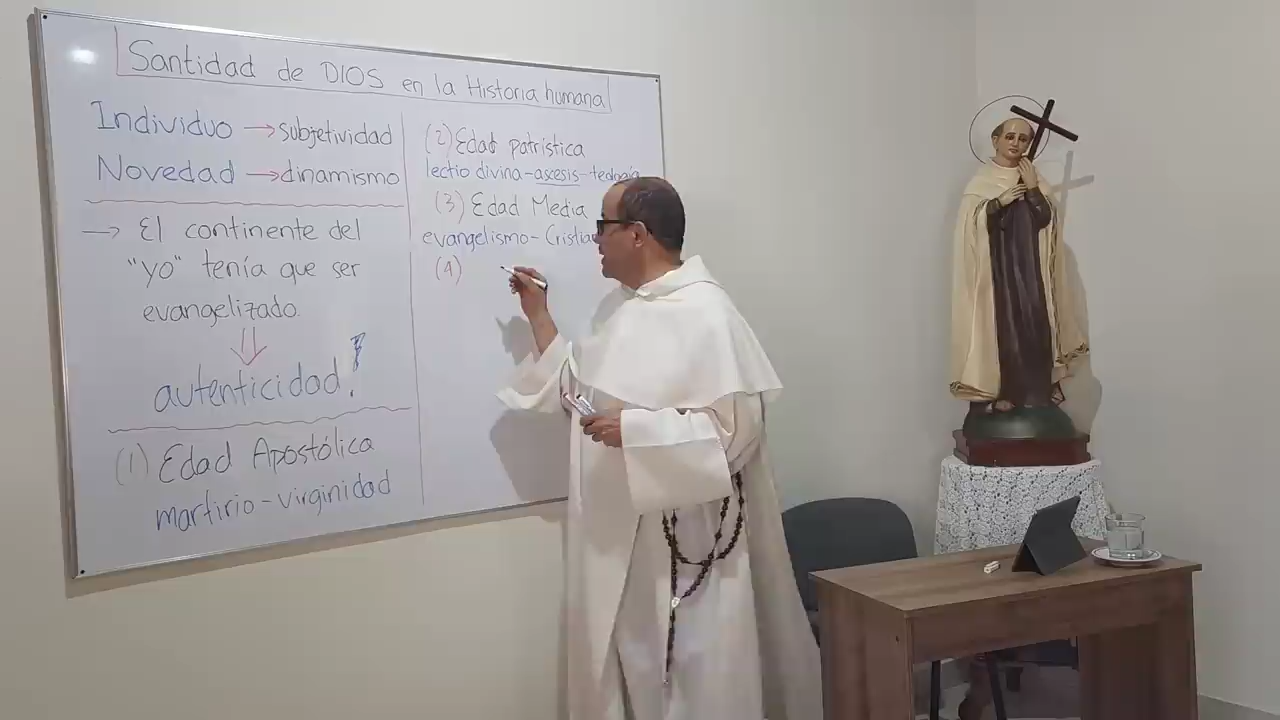 Santidad de DIOS en la Historia humana
Individuo → subjetividad
Novedad → dinamismo
→ El continente del
"yo" tenía que ser
evangelizado.
autenticidad!
(1) Edad Apostólica
martirio - virginidad
(2) Edad patrística
lectio divina - ascesis - teología
(3) Edad Media
evangelismo - Cristian
(4)